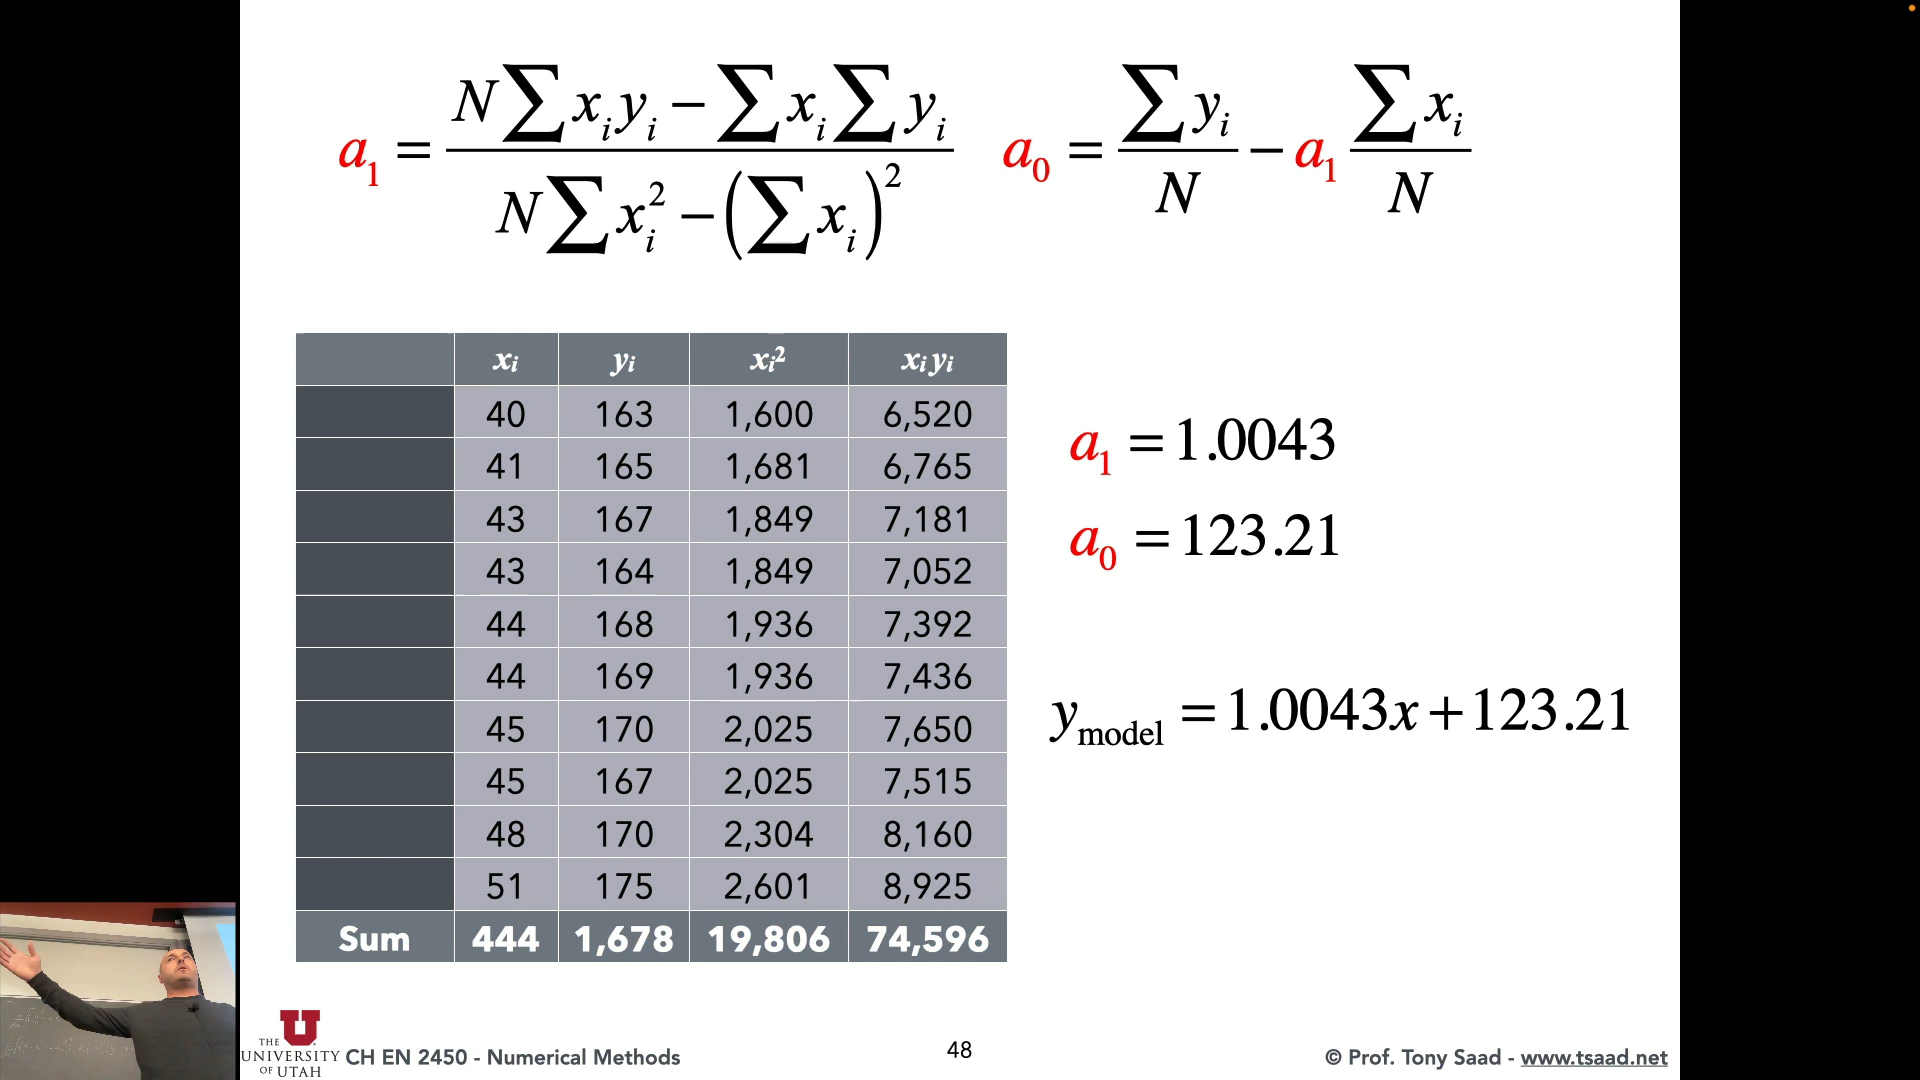 a₁ = (N∑xᵢyᵢ − ∑xᵢ∑yᵢ) / (N∑xᵢ² − (∑xᵢ)²)   a₀ = ∑yᵢ/N − a₁ ∑xᵢ/N
xᵢ yᵢ xᵢ² xᵢyᵢ
40 163 1,600 6,520
41 165 1,681 6,765
43 167 1,849 7,181
43 164 1,849 7,052
44 168 1,936 7,392
44 169 1,936 7,436
45 170 2,025 7,650
45 167 2,025 7,515
48 170 2,304 8,160
51 175 2,601 8,925
Sum 444 1,678 19,806 74,596
a₁ = 1.0043
a₀ = 123.21
y model = 1.0043x + 123.21
THE
UNIVERSITY
OF UTAH
CH EN 2450 - Numerical Methods
48
© Prof. Tony Saad - www.tsaad.net